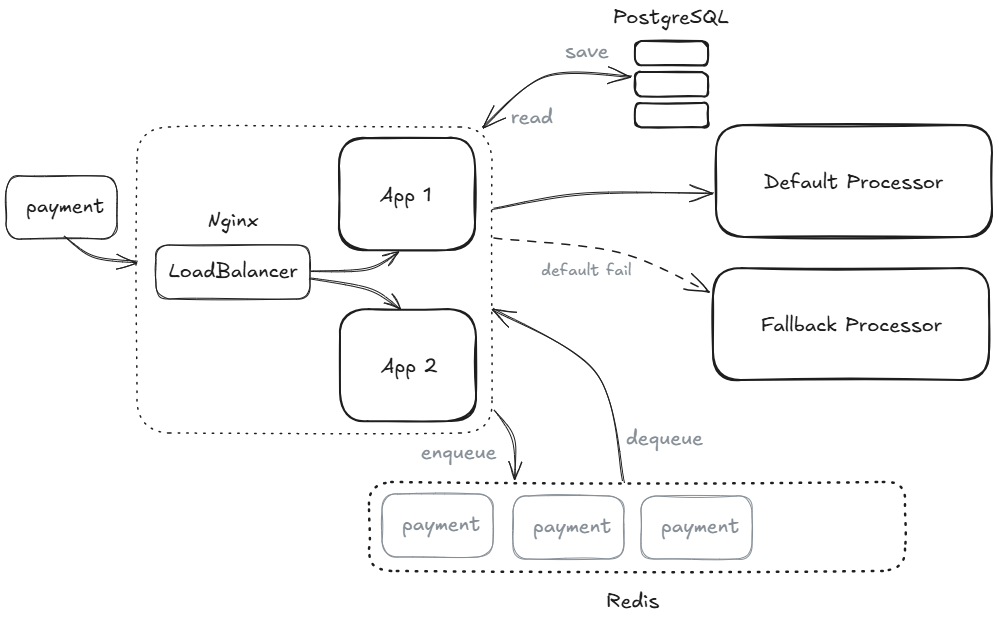 PostgreSQL
save
read
App 1
Default Processor
payment
Nginx
LoadBalancer
default fail
Fallback Processor
App 2
enqueue
dequeue
payment
payment
payment
Redis